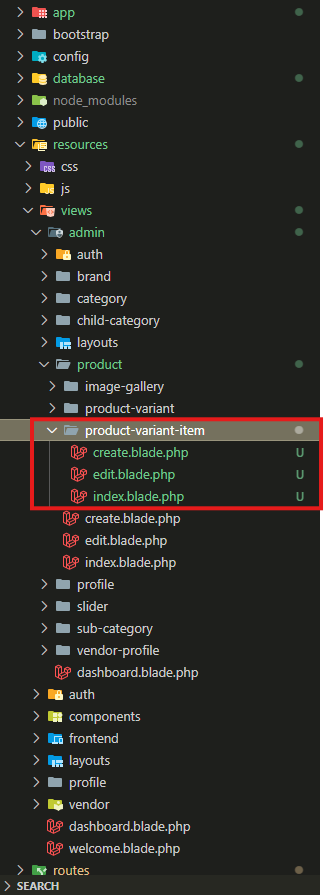 app
bootstrap
config
database
node_modules
public
resources
css
js
views
admin
auth
brand
category
child-category
layouts
product
image-gallery
product-variant
product-variant-item
create.blade.php U
edit.blade.php U
index.blade.php U
create.blade.php
edit.blade.php
index.blade.php
profile
slider
sub-category
vendor-profile
dashboard.blade.php
auth
components
frontend
layouts
profile
vendor
dashboard.blade.php
welcome.blade.php
routes
SEARCH